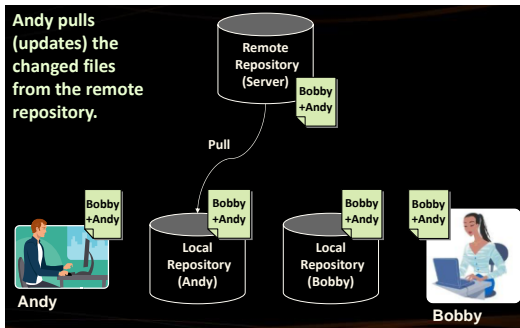 Andy pulls
(updates) the
changed files
from the remote
repository.
Remote
Repository
(Server)
Bobby
+Andy
Pull
Bobby
+Andy
Bobby
+Andy
Bobby
+Andy
Bobby
+Andy
Local
Repository
(Andy)
Local
Repository
(Bobby)
Andy
Bobby